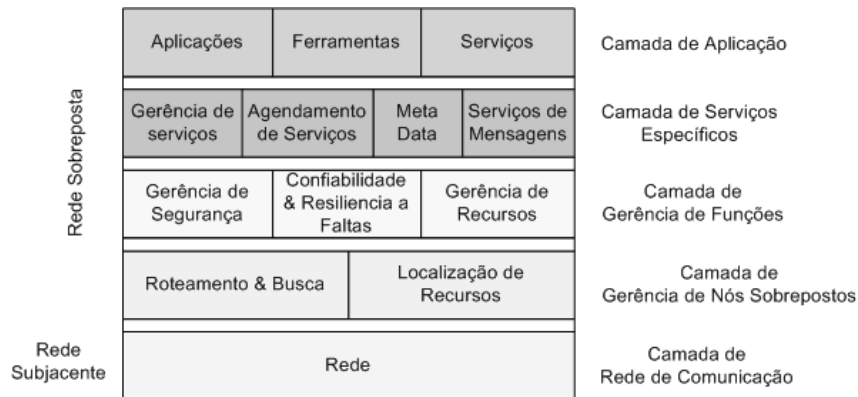 Aplicações
Ferramentas
Serviços
Camada de Aplicação
Rede Sobreposta
Gerência de
serviços
Agendamento
de Serviços
Meta
Data
Serviços de
Mensagens
Camada de Serviços
Específicos
Gerência de
Segurança
Confiabilidade
& Resiliencia a
Faltas
Gerência de
Recursos
Camada de
Gerência de Funções
Roteamento & Busca
Localização de
Recursos
Camada de
Gerência de Nós Sobrepostos
Rede
Subjacente
Rede
Camada de
Rede de Comunicação